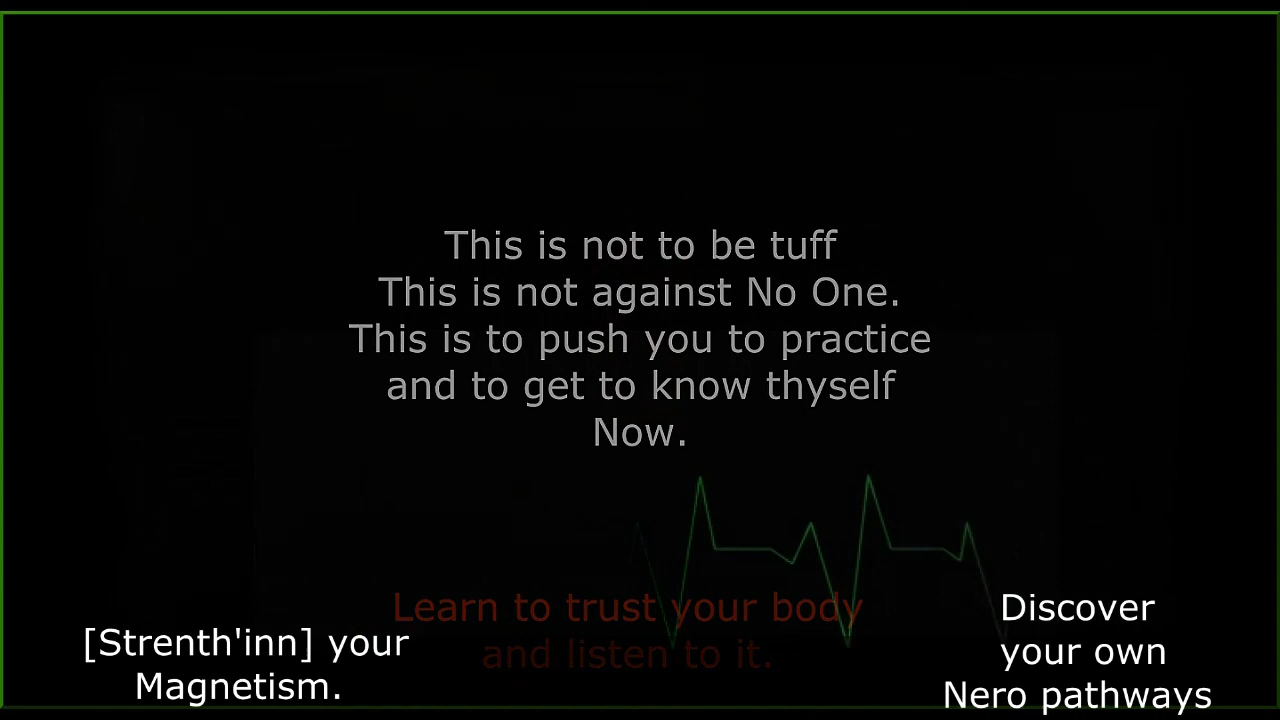 This is not to be tuff
This is not against No One.
This is to push you to practice
and to get to know thyself
Now.
Learn to trust your body
and listen to it.
[Strenth'inn] your
Magnetism.
Discover
your own
Nero pathways